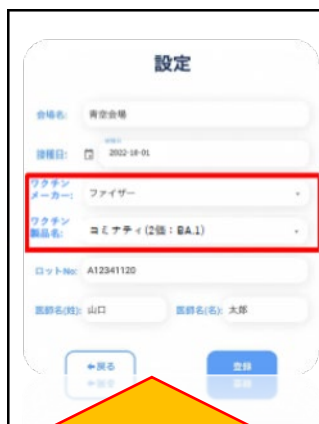 設定
会場名: 青空会場
接種日
接種日: 2022-10-01
ワクチン
メーカー: ファイザー
ワクチン
製品名: コミナティ(2価：BA.1)
ロットNo: A12341120
医師名(姓): 山口 医師名(名): 太郎
←戻る 登録